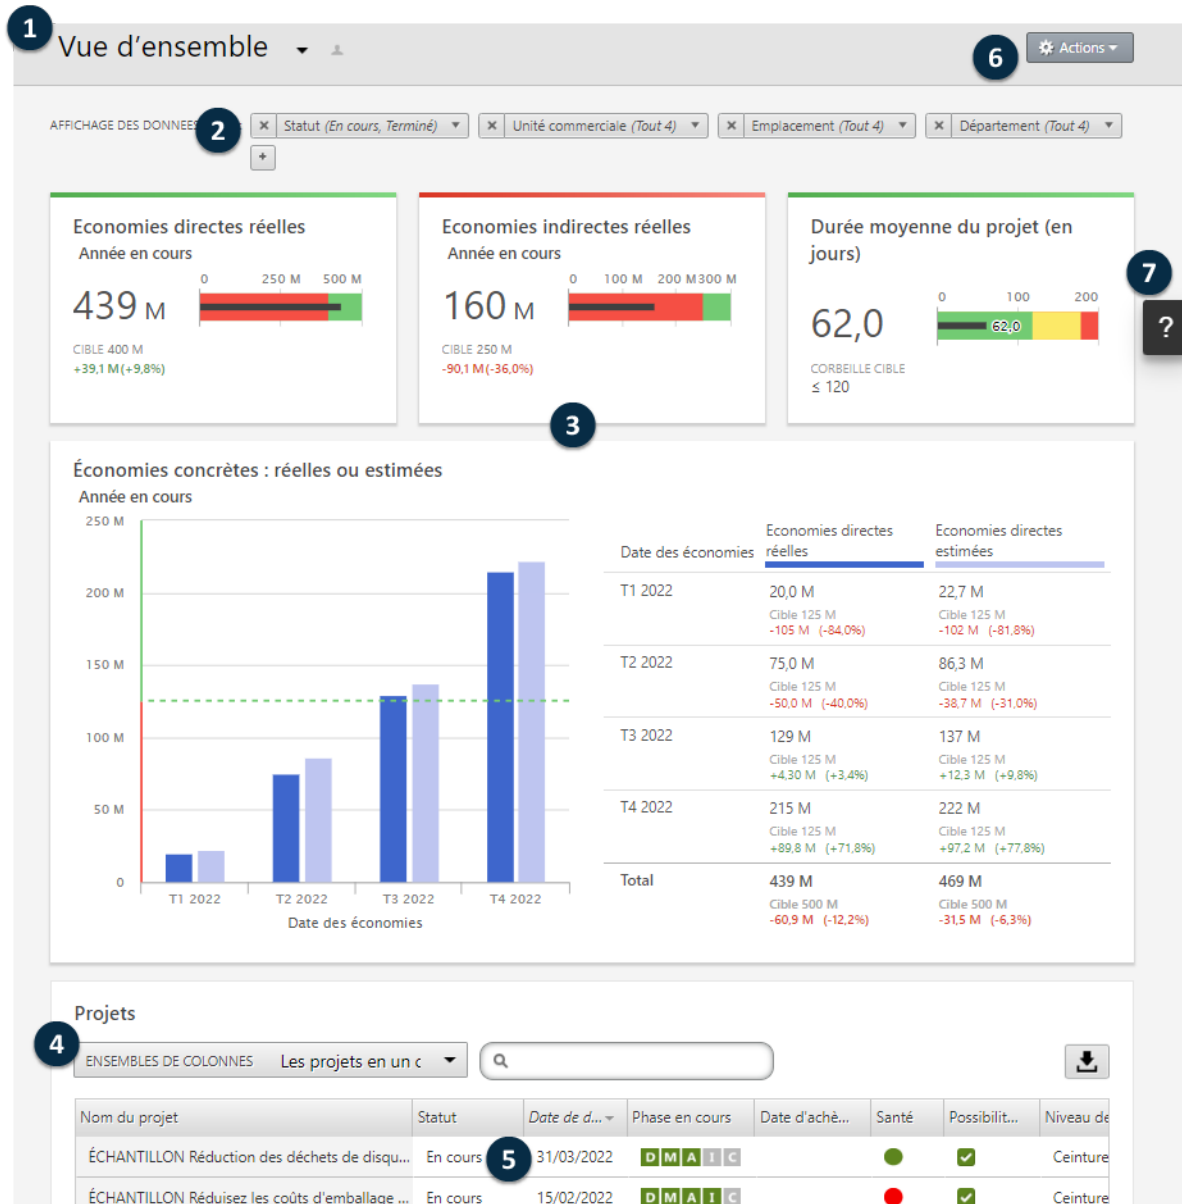 1
Vue d'ensemble
6
Actions
AFFICHAGE DES DONNEES
2
Statut (En cours, Terminé)
Unité commerciale (Tout 4)
Emplacement (Tout 4)
Département (Tout 4)
+
Economies directes réelles
Année en cours
0 250 M 500 M
439 M
CIBLE 400 M
+39,1 M (+9,8%)
Economies indirectes réelles
Année en cours
0 100 M 200 M 300 M
160 M
CIBLE 250 M
-90,1 M (-36,0%)
Durée moyenne du projet (en
jours)
0 100 200
62,0
62,0
CORBEILLE CIBLE
≤ 120
7
?
3
Économies concrètes : réelles ou estimées
Année en cours
250 M
200 M
150 M
100 M
50 M
0
T1 2022 T2 2022 T3 2022 T4 2022
Date des économies
Date des économies
Economies directes
réelles
Economies directes
estimées
T1 2022
20,0 M
Cible 125 M
-105 M (-84,0%)
22,7 M
Cible 125 M
-102 M (-81,8%)
T2 2022
75,0 M
Cible 125 M
-50,0 M (-40,0%)
86,3 M
Cible 125 M
-38,7 M (-31,0%)
T3 2022
129 M
Cible 125 M
+4,30 M (+3,4%)
137 M
Cible 125 M
+12,3 M (+9,8%)
T4 2022
215 M
Cible 125 M
+89,8 M (+71,8%)
222 M
Cible 125 M
+97,2 M (+77,8%)
Total
439 M
Cible 500 M
-60,9 M (-12,2%)
469 M
Cible 500 M
-31,5 M (-6,3%)
Projets
4
ENSEMBLES DE COLONNES Les projets en un c
Nom du projet Statut Date de d... Phase en cours Date d'achè... Santé Possibilit... Niveau de
ÉCHANTILLON Réduction des déchets de disqu... En cours 5 31/03/2022 D M A I C Ceinture
ÉCHANTILLON Réduisez les coûts d'emballage ... En cours 15/02/2022 D M A I C Ceinture